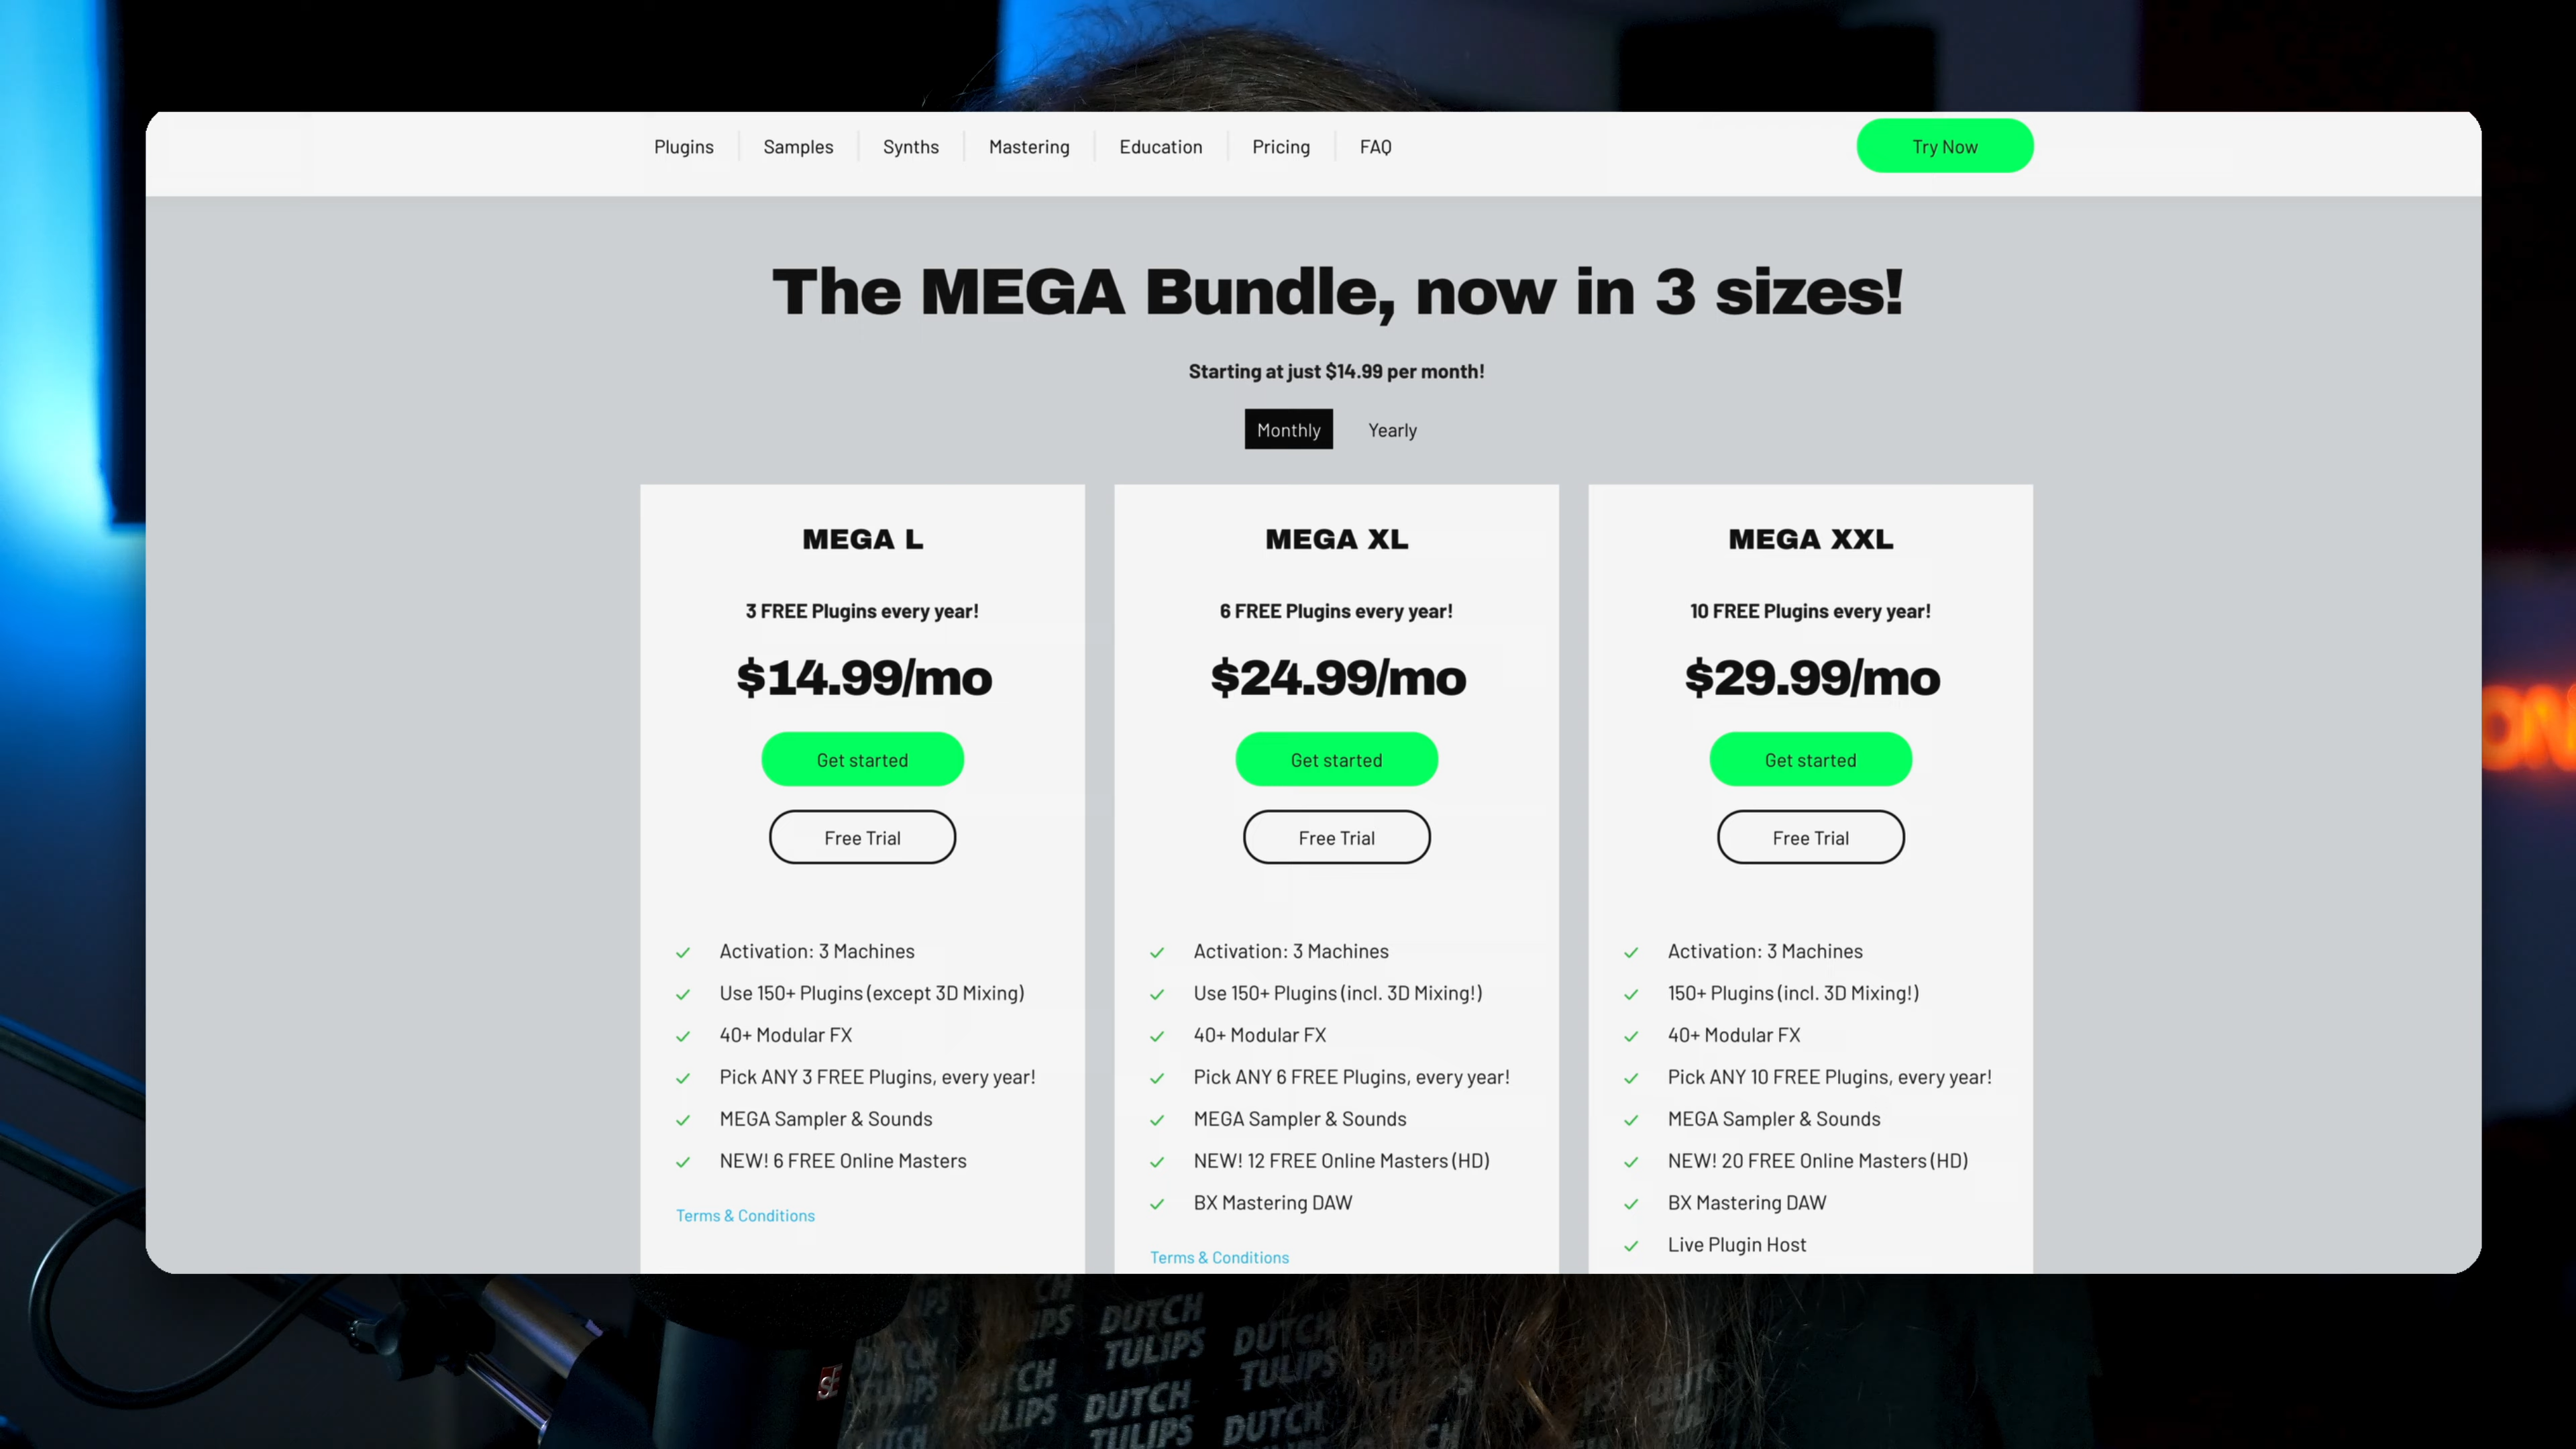 Plugins
Samples
Synths
Mastering
Education
Pricing
FAQ
Try Now
The MEGA Bundle, now in 3 sizes!
Starting at just $14.99 per month!
Monthly
Yearly
MEGA L
3 FREE Plugins every year!
$14.99/mo
Get started
Free Trial
Activation: 3 Machines
Use 150+ Plugins (except 3D Mixing)
40+ Modular FX
Pick ANY 3 FREE Plugins, every year!
MEGA Sampler & Sounds
NEW! 6 FREE Online Masters
Terms & Conditions
MEGA XL
6 FREE Plugins every year!
$24.99/mo
Get started
Free Trial
Activation: 3 Machines
Use 150+ Plugins (incl. 3D Mixing!)
40+ Modular FX
Pick ANY 6 FREE Plugins, every year!
MEGA Sampler & Sounds
NEW! 12 FREE Online Masters (HD)
BX Mastering DAW
Terms & Conditions
MEGA XXL
10 FREE Plugins every year!
$29.99/mo
Get started
Free Trial
Activation: 3 Machines
150+ Plugins (incl. 3D Mixing!)
40+ Modular FX
Pick ANY 10 FREE Plugins, every year!
MEGA Sampler & Sounds
NEW! 20 FREE Online Masters (HD)
BX Mastering DAW
Live Plugin Host
DUTCH
TULIPS
DUTCH
TULIPS
DUTCH
TULIPS
DUTCH